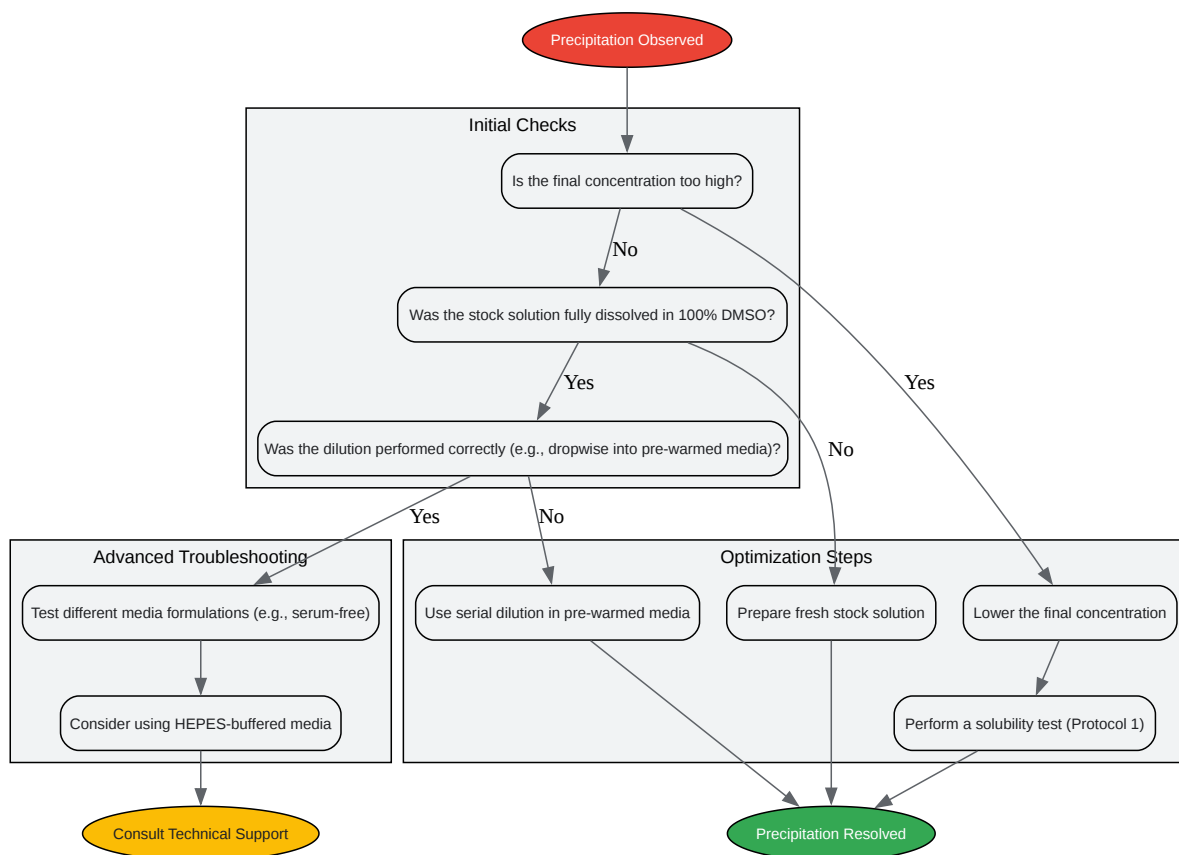 Precipitation Observed
Initial Checks
Is the final concentration too high?
No
Was the stock solution fully dissolved in 100% DMSO?
Yes
Yes
Was the dilution performed correctly (e.g., dropwise into pre-warmed media)?
No
Yes
No
Advanced Troubleshooting
Optimization Steps
Test different media formulations (e.g., serum-free)
Use serial dilution in pre-warmed media
Prepare fresh stock solution
Lower the final concentration
Consider using HEPES-buffered media
Perform a solubility test (Protocol 1)
Consult Technical Support
Precipitation Resolved